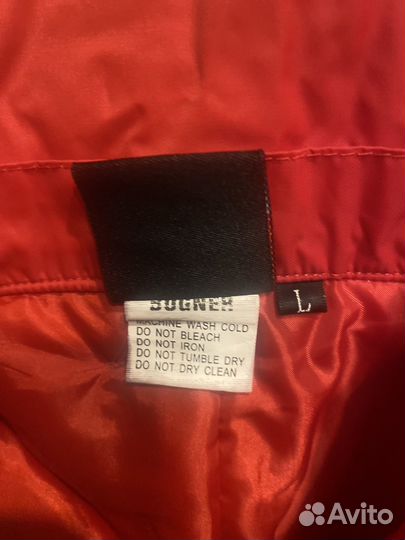 BOGNER
MACHINE WASH COLD
DO NOT BLEACH
DO NOT IRON
DO NOT TUMBLE DRY
DO NOT DRY CLEAN
L
Avito